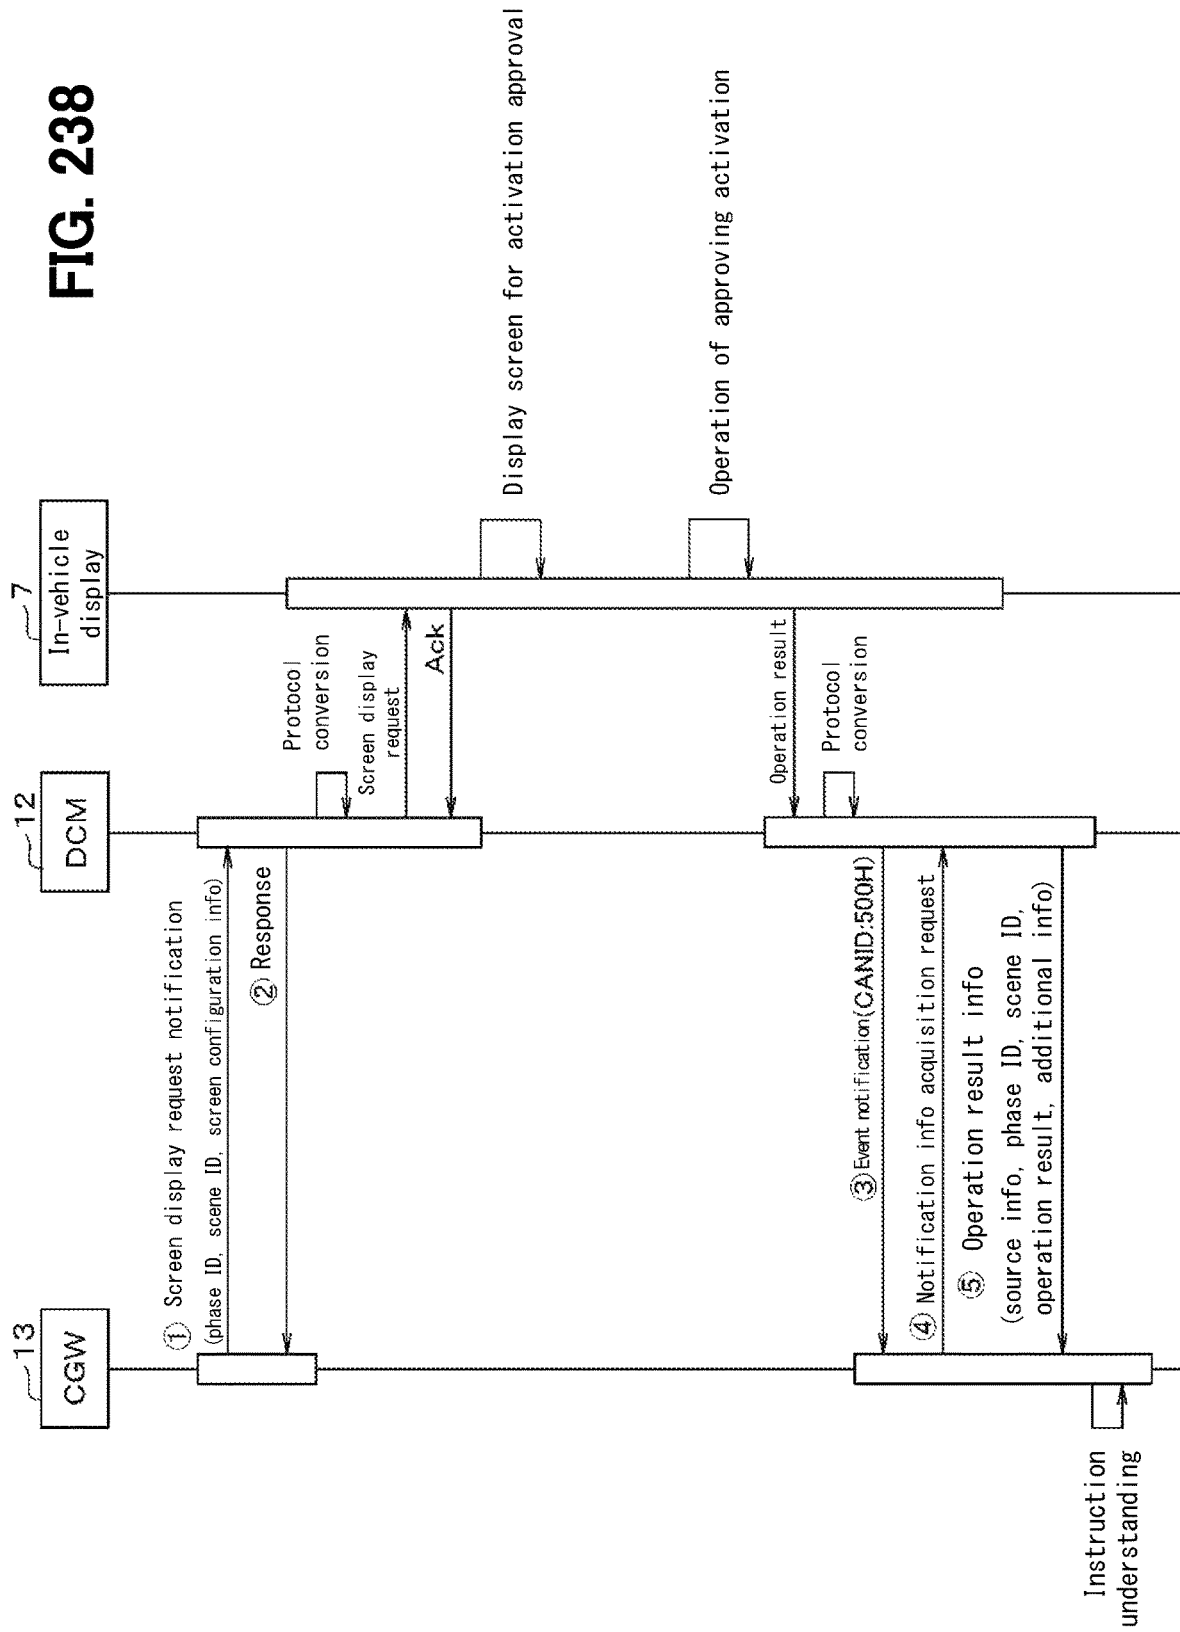 FIG. 238
13
CGW
12
DCM
7
In-vehicle
display
① Screen display request notification
(phase ID, scene ID, screen configuration info)
② Response
Protocol
conversion
Screen display
request
Ack
Display screen for activation approval
Operation of approving activation
Operation result
Protocol
conversion
③ Event notification(CANID:500H)
④ Notification info acquisition request
⑤ Operation result info
(source info, phase ID, scene ID,
operation result, additional info)
Instruction
understanding